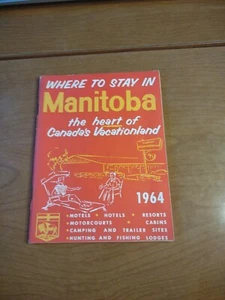 WHERE TO STAY IN
Manitoba
the heart of
Canada's Vacationland
1964
• HOTELS • MOTELS • RESORTS
• MOTORCOURTS • CABINS
• CAMPING AND TRAILER SITES
• HUNTING AND FISHING LODGES